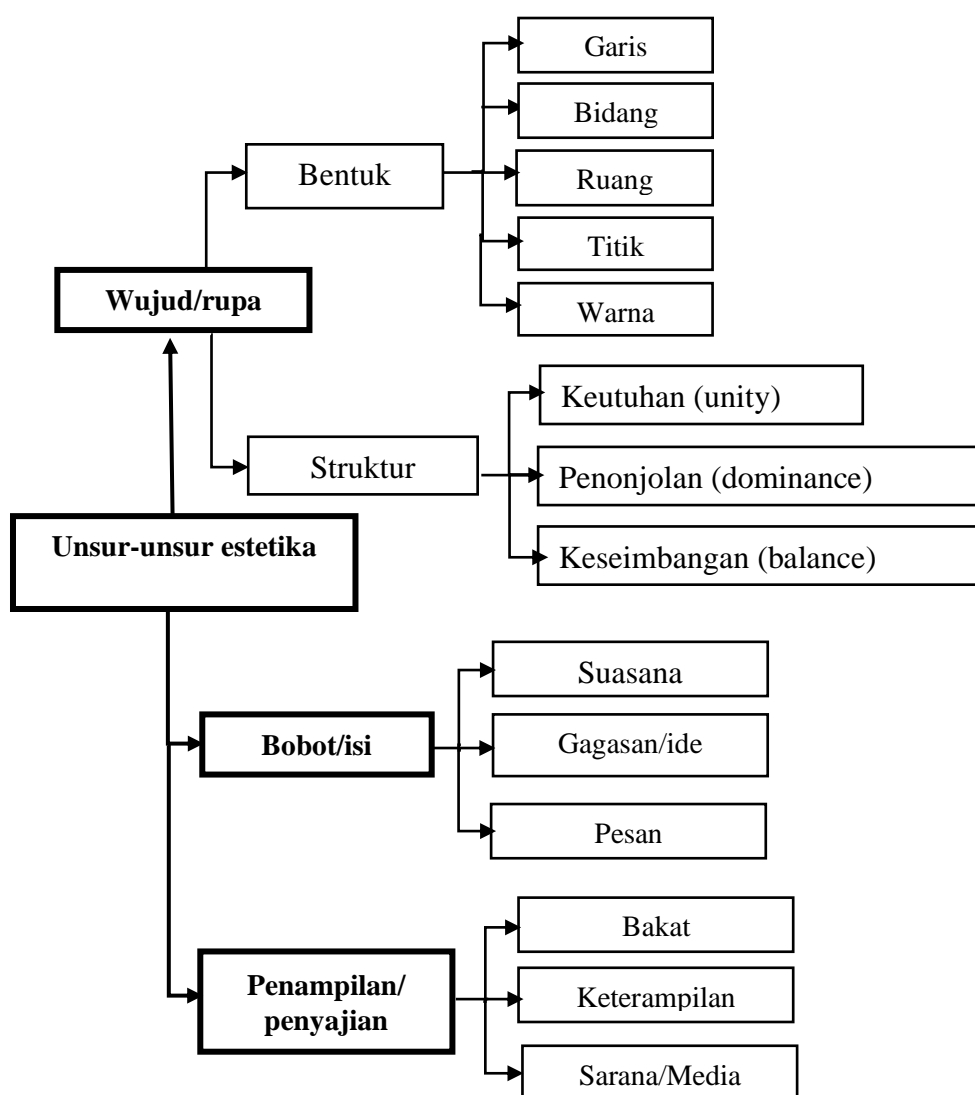 Garis
Bidang
Bentuk
Ruang
Titik
Wujud/rupa
Warna
Keutuhan (unity)
Struktur
Penonjolan (dominance)
Unsur-unsur estetika
Keseimbangan (balance)
Suasana
Bobot/isi
Gagasan/ide
Pesan
Bakat
Penampilan/
penyajian
Keterampilan
Sarana/Media